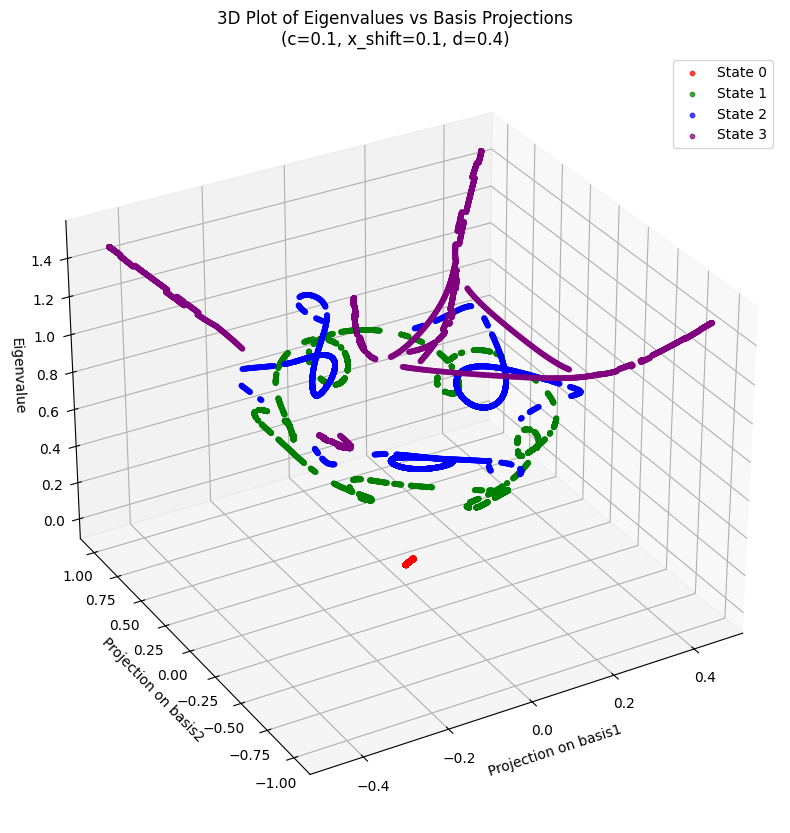 3D Plot of Eigenvalues vs Basis Projections
(c=0.1, x_shift=0.1, d=0.4)
State 0
State 1
State 2
State 3
1.4
1.2
1.0
0.8
0.6
0.4
0.2
0.0
Eigenvalue
1.00
0.75
0.50
0.25
0.00
−0.25
−0.50
−0.75
−1.00
Projection on basis2
−0.4
−0.2
0.0
0.2
0.4
Projection on basis1